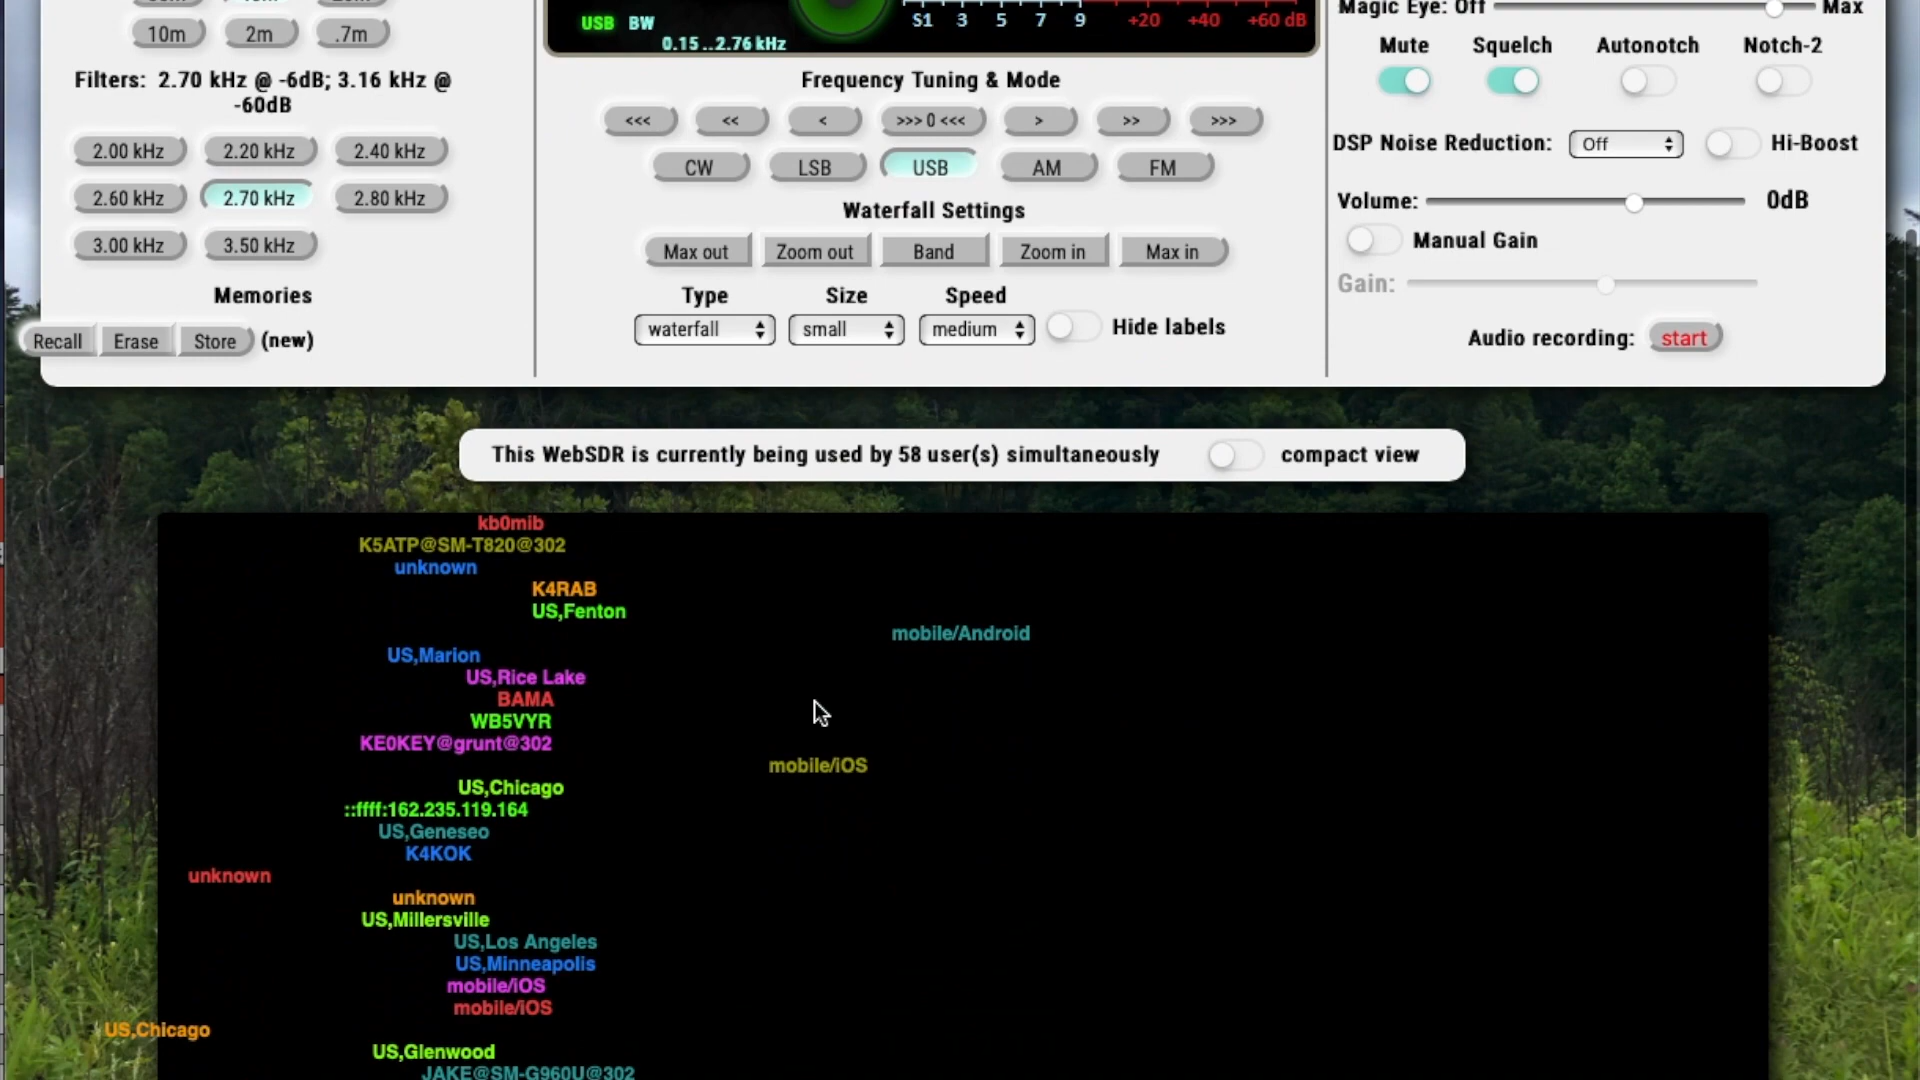 10m 2m .7m
Filters: 2.70 kHz @ -6dB; 3.16 kHz @
-60dB
2.00 kHz 2.20 kHz 2.40 kHz
2.60 kHz 2.70 kHz 2.80 kHz
3.00 kHz 3.50 kHz
Memories
Recall Erase Store (new)
USB BW
0.15 .. 2.76 kHz
S1 3 5 7 9 +20 +40 +60 dB
Frequency Tuning & Mode
<<< << < >>> 0 <<< > >> >>>
CW LSB USB AM FM
Waterfall Settings
Max out Zoom out Band Zoom in Max in
Type Size Speed
waterfall small medium Hide labels
Magic Eye: Off Max
Mute Squelch Autonotch Notch-2
DSP Noise Reduction: Off Hi-Boost
Volume: 0dB
Manual Gain
Gain:
Audio recording: start
This WebSDR is currently being used by 58 user(s) simultaneously compact view
kb0mib
K5ATP@SM-T820@302
unknown
K4RAB
US,Fenton
mobile/Android
US,Marion
US,Rice Lake
BAMA
WB5VYR
KE0KEY@grunt@302
mobile/iOS
US,Chicago
::ffff:162.235.119.164
US,Geneseo
K4KOK
unknown
unknown
US,Millersville
US,Los Angeles
US,Minneapolis
mobile/iOS
mobile/iOS
US,Chicago
US,Glenwood
JAKE@SM-G960U@302